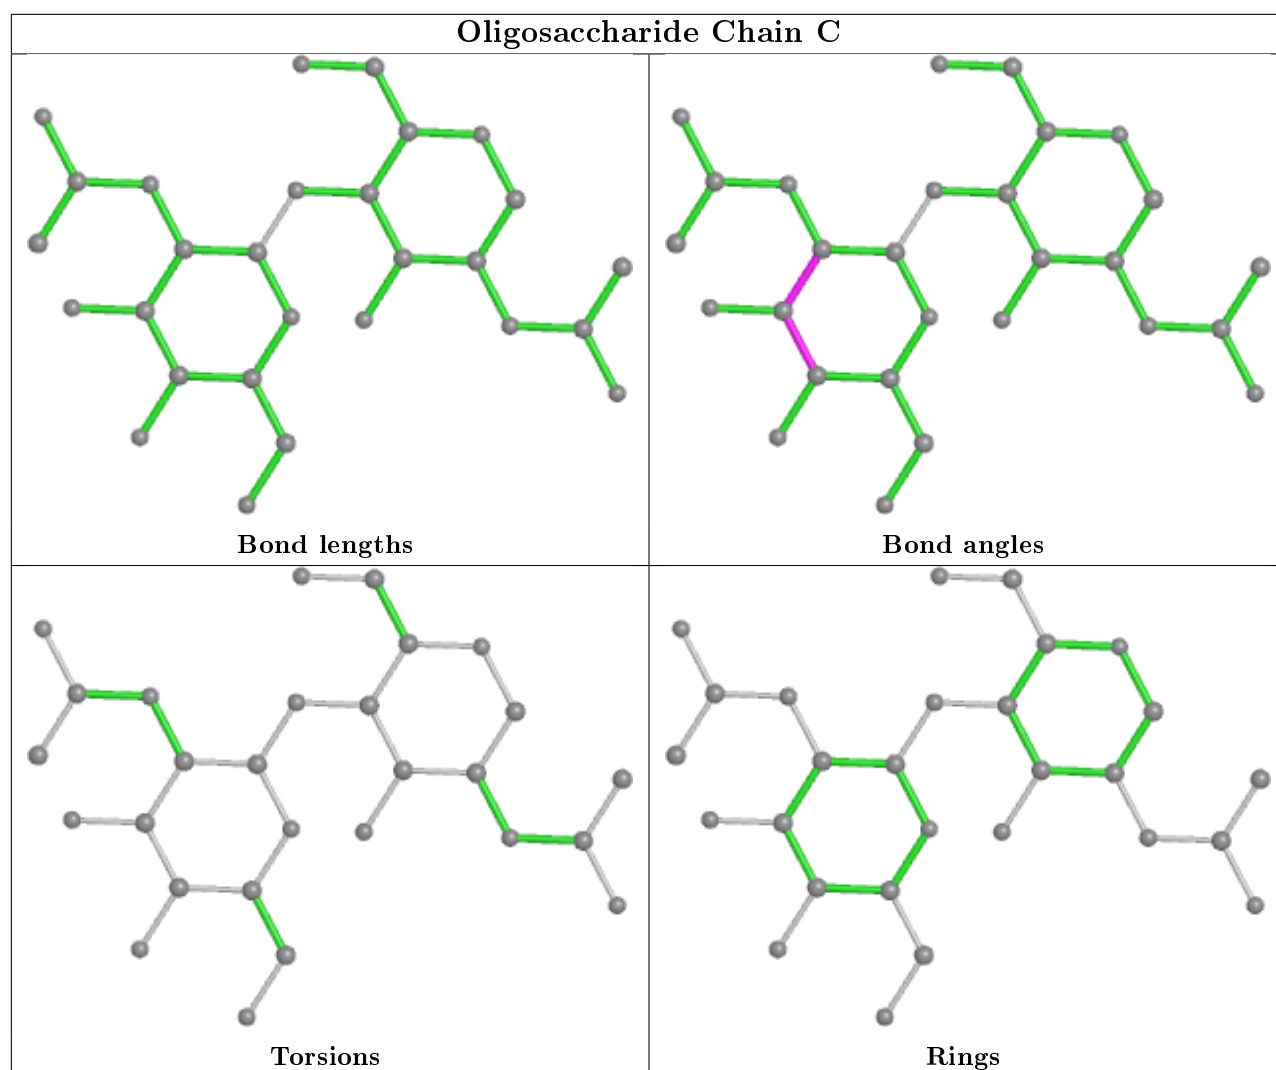 Oligosaccharide Chain C
Bond lengths
Bond angles
Torsions
Rings